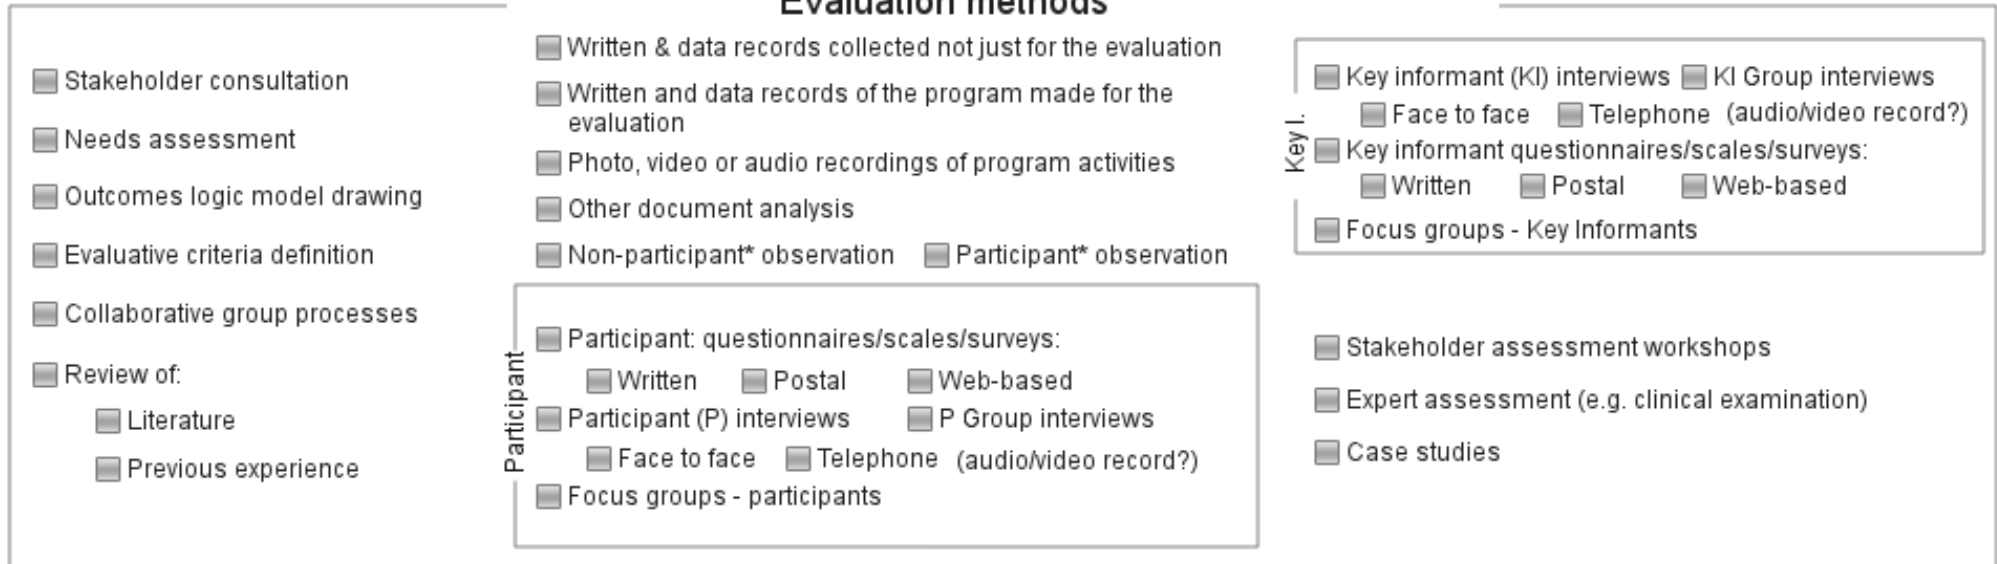 Evaluation methods
Stakeholder consultation
Needs assessment
Outcomes logic model drawing
Evaluative criteria definition
Collaborative group processes
Review of:
Literature
Previous experience
Written & data records collected not just for the evaluation
Written and data records of the program made for the
evaluation
Photo, video or audio recordings of program activities
Other document analysis
Non-participant* observation Participant* observation
Participant
Participant: questionnaires/scales/surveys:
Written Postal Web-based
Participant (P) interviews P Group interviews
Face to face Telephone (audio/video record?)
Focus groups - participants
Key I.
Key informant (KI) interviews KI Group interviews
Face to face Telephone (audio/video record?)
Key informant questionnaires/scales/surveys:
Written Postal Web-based
Focus groups - Key Informants
Stakeholder assessment workshops
Expert assessment (e.g. clinical examination)
Case studies